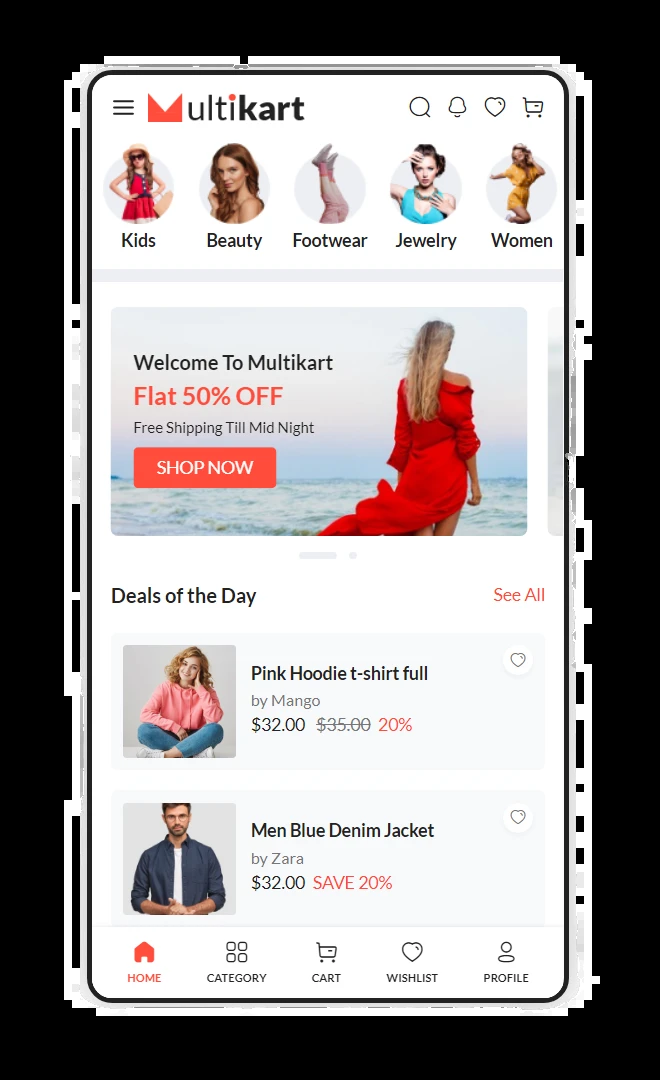 Multikart
Kids Beauty Footwear Jewelry Women
Welcome To Multikart
Flat 50% OFF
Free Shipping Till Mid Night
SHOP NOW
Deals of the Day See All
Pink Hoodie t-shirt full
by Mango
$32.00 $35.00 20%
Men Blue Denim Jacket
by Zara
$32.00 SAVE 20%
HOME CATEGORY CART WISHLIST PROFILE